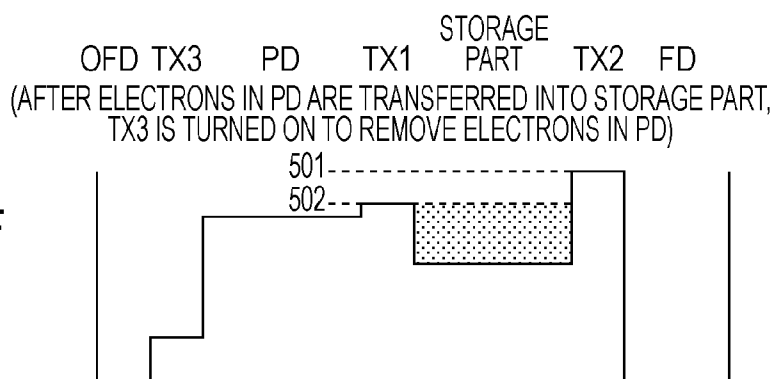 OFD TX3 PD TX1 STORAGE PART TX2 FD
(AFTER ELECTRONS IN PD ARE TRANSFERRED INTO STORAGE PART,
TX3 IS TURNED ON TO REMOVE ELECTRONS IN PD)
501
502